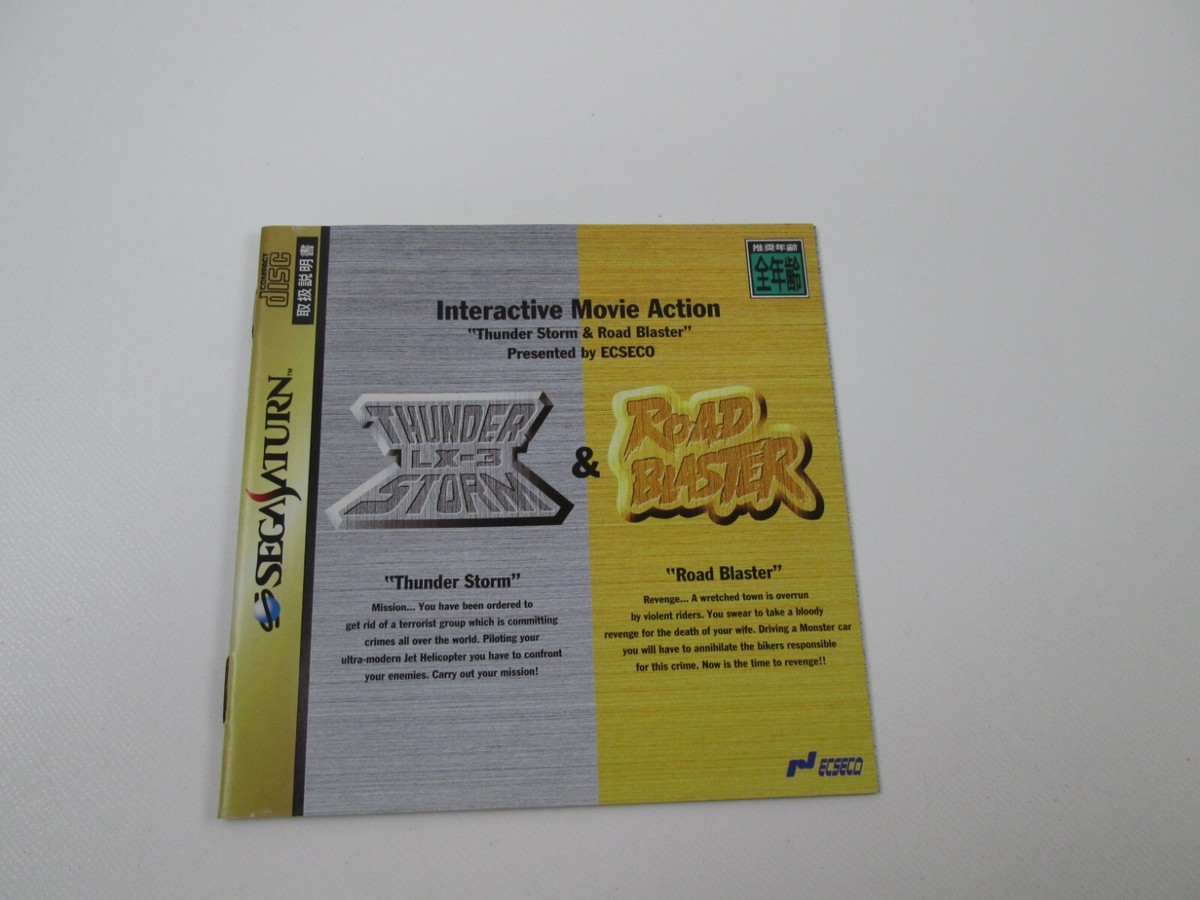 COMPACT
disc
取扱説明書
SEGA SATURN™
推奨年齢
全年齢
Interactive Movie Action
"Thunder Storm & Road Blaster"
Presented by ECSECO
THUNDER
LX-3
STORM
&
ROAD
BLASTER
"Thunder Storm"
Mission... You have been ordered to
get rid of a terrorist group which is committing
crimes all over the world. Piloting your
ultra-modern Jet Helicopter you have to confront
your enemies. Carry out your mission!
"Road Blaster"
Revenge... A wretched town is overrun
by violent riders. You swear to take a bloody
revenge for the death of your wife. Driving a Monster car
you will have to annihilate the bikers responsible
for this crime. Now is the time to revenge!!
ECSECO